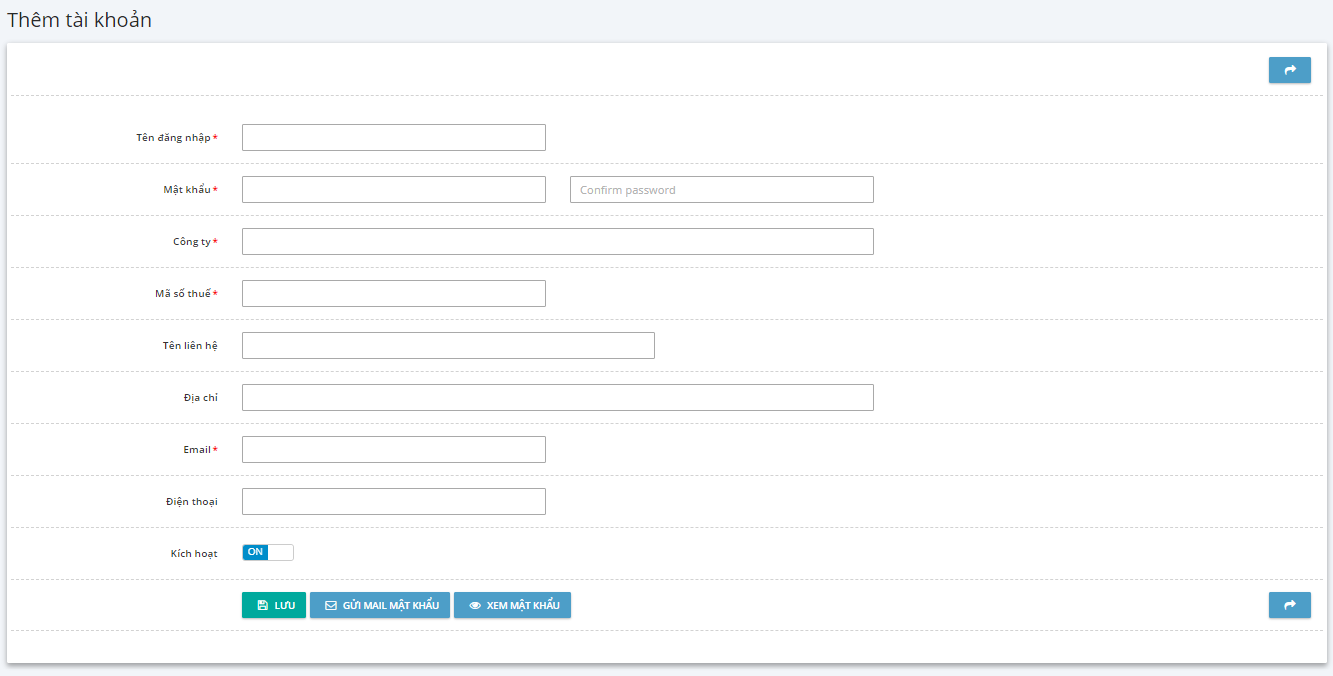 Thêm tài khoản
Tên đăng nhập*
Mật khẩu* Confirm password
Công ty*
Mã số thuế*
Tên liên hệ
Địa chỉ
Email*
Điện thoại
Kích hoạt ON
LƯU GỬI MAIL MẬT KHẨU XEM MẬT KHẨU